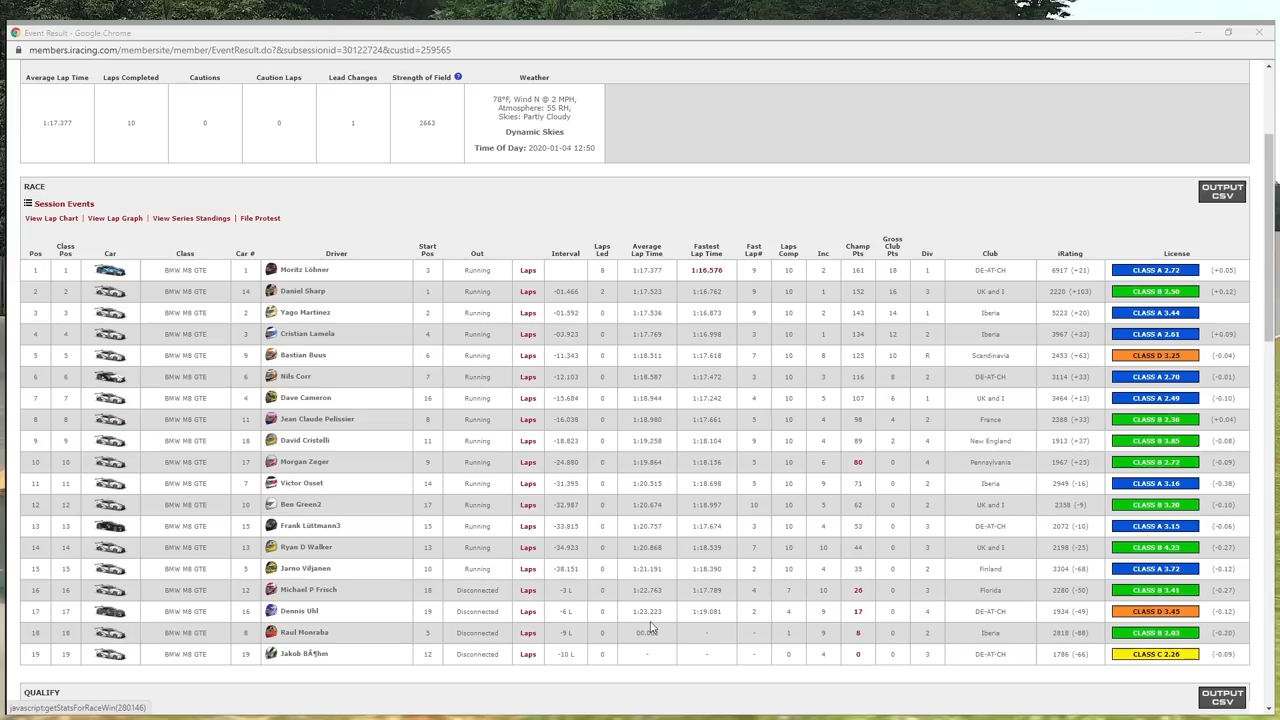 Event Result - Google Chrome
members.iracing.com/membersite/member/EventResult.do?&subsessionid=30122724&custid=259565
Average Lap Time Laps Completed Cautions Caution Laps Lead Changes Strength of Field ? Weather
1:17.377 10 0 0 1 2663
78°F, Wind N @ 2 MPH,
Atmosphere: 55 RH,
Skies: Partly Cloudy
Dynamic Skies
Time Of Day: 2020-01-04 12:50
RACE
OUTPUT CSV
Session Events
View Lap Chart | View Lap Graph | View Series Standings | File Protest
Pos Class Pos Car Class Car # Driver Start Pos Out Interval Laps Led Average Lap Time Fastest Lap Time Fast Lap# Laps Comp Inc Champ Pts Gross Club Pts Div Club iRating License
1 1 BMW M8 GTE 1 Moritz Löhner 3 Running Laps 8 1:17.377 1:16.576 9 10 0 161 18 1 DE-AT-CH 6917 (+21) CLASS A 2.72 (+0.05)
2 2 BMW M8 GTE 14 Daniel Sharp 1 Running Laps -01.466 2 1:17.523 1:16.762 9 10 1 152 16 3 UK and I 2220 (+103) CLASS B 2.50 (+0.12)
3 3 BMW M8 GTE 2 Yago Martinez 2 Running Laps -01.592 0 1:17.536 1:16.873 9 10 0 143 14 1 Iberia 5223 (+20) CLASS A 3.44
4 4 BMW M8 GTE 3 Cristian Lamela 4 Running Laps -03.923 0 1:17.769 1:16.998 3 10 1 134 12 2 Iberia 3967 (+33) CLASS A 2.61 (+0.09)
5 5 BMW M8 GTE 9 Bastian Buus 6 Running Laps -11.343 0 1:18.511 1:17.618 7 10 3 123 10 3 Scandinavia 2453 (+63) CLASS D 3.25 (-0.04)
6 6 BMW M8 GTE 6 Nils Corr 7 Running Laps -12.103 0 1:18.587 1:17.472 3 10 3 116 8 2 DE-AT-CH 3114 (+33) CLASS A 2.70 (-0.01)
7 7 BMW M8 GTE 4 Dave Cameron 16 Running Laps -15.684 0 1:18.944 1:17.242 4 10 3 107 6 1 UK and I 3464 (+13) CLASS A 2.49 (-0.10)
8 8 BMW M8 GTE 11 Jean Claude Pelissier 8 Running Laps -16.038 0 1:18.980 1:17.661 3 10 4 98 4 2 France 2388 (+33) CLASS B 2.36 (+0.04)
9 9 BMW M8 GTE 18 David Cristelli 11 Running Laps -18.823 0 1:19.258 1:18.104 9 10 3 89 2 4 New England 1913 (+37) CLASS B 3.85 (-0.08)
10 10 BMW M8 GTE 17 Morgan Zeger 9 Running Laps -24.880 0 1:19.864 1:18.156 5 10 6 80 0 4 Pennsylvania 1967 (+25) CLASS B 2.72 (-0.09)
11 11 BMW M8 GTE 7 Victor Osset 14 Running Laps -31.393 0 1:20.515 1:18.698 5 10 9 71 0 2 Iberia 2949 (-16) CLASS A 3.16 (-0.38)
12 12 BMW M8 GTE 10 Ben Green2 17 Running Laps -32.987 0 1:20.674 1:18.997 10 10 5 62 0 2 UK and I 2358 (-9) CLASS B 3.20 (-0.10)
13 13 BMW M8 GTE 15 Frank Lüttmann3 15 Running Laps -33.815 0 1:20.757 1:17.674 3 10 3 53 0 3 DE-AT-CH 2072 (-10) CLASS A 3.15 (-0.06)
14 14 BMW M8 GTE 13 Ryan D Walker 13 Running Laps -34.923 0 1:20.868 1:18.539 7 10 10 44 0 3 UK and I 2198 (-25) CLASS B 4.23 (-0.27)
15 15 BMW M8 GTE 5 Jarno Viljanen 10 Running Laps -38.151 0 1:21.191 1:18.390 2 10 4 35 0 2 Finland 3304 (-68) CLASS A 3.72 (-0.12)
16 16 BMW M8 GTE 12 Michael P Frisch 18 Disconnected Laps -3 L 0 1:22.763 1:17.789 4 7 10 26 0 2 Florida 2280 (-50) CLASS B 3.41 (-0.27)
17 17 BMW M8 GTE 16 Dennis Uhl 19 Disconnected Laps -6 L 0 1:23.223 1:19.081 2 4 17 0 4 DE-AT-CH 1934 (-49) CLASS D 3.45 (-0.12)
18 18 BMW M8 GTE 8 Raul Monraba 5 Disconnected Laps -9 L 0 - - 1 9 8 0 2 Iberia 2818 (-88) CLASS B 2.03 (-0.20)
19 19 BMW M8 GTE 19 Jakob BÃ¶hm 12 Disconnected Laps -10 L 0 - - - 0 4 0 0 3 DE-AT-CH 1786 (-66) CLASS C 2.26 (-0.09)
QUALIFY
OUTPUT CSV
javascript:getStatsForRaceWin(280146)